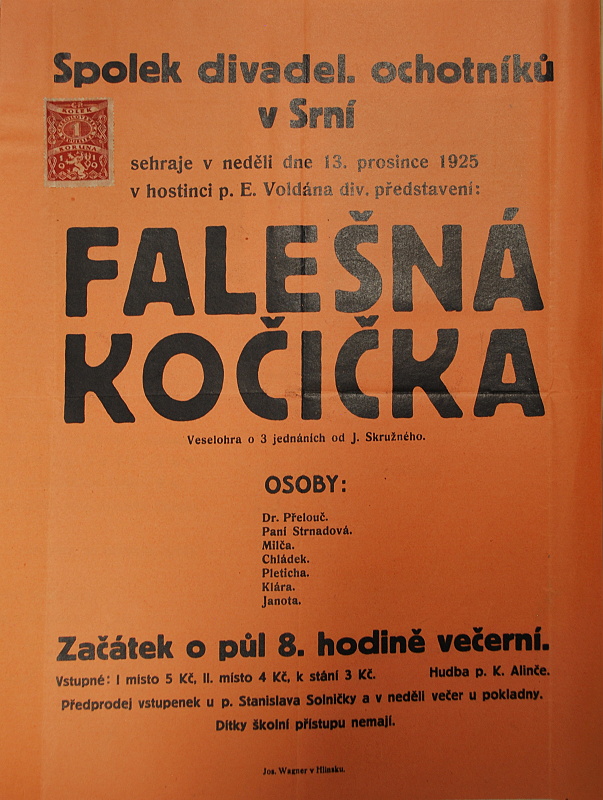 Spolek divadel. ochotníků
v Srní
KOLEK
1
KORUNA
sehraje v neděli dne 13. prosince 1925
v hostinci p. E. Voldána div. představení:
FALEŠNÁ
KOČIČKA
Veselohra o 3 jednáních od J. Skružného.
OSOBY:
Dr. Přelouč.
Paní Strnadová.
Milča.
Chládek.
Pleticha.
Klára.
Janota.
Začátek o půl 8. hodině večerní.
Vstupné: I místo 5 Kč, II. místo 4 Kč, k stání 3 Kč. Hudba p. K. Alinče.
Předprodej vstupenek u p. Stanislava Solničky a v neděli večer u pokladny.
Dítky školní přístupu nemají.
Jos. Wagner v Hlinsku.